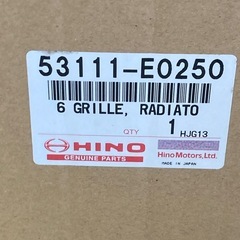 53111-E0250
6 GRILLE, RADIATO
QTY 1 HJG13
HINO
GENUINE PARTS
Hino Motors, Ltd.
MADE IN JAPAN